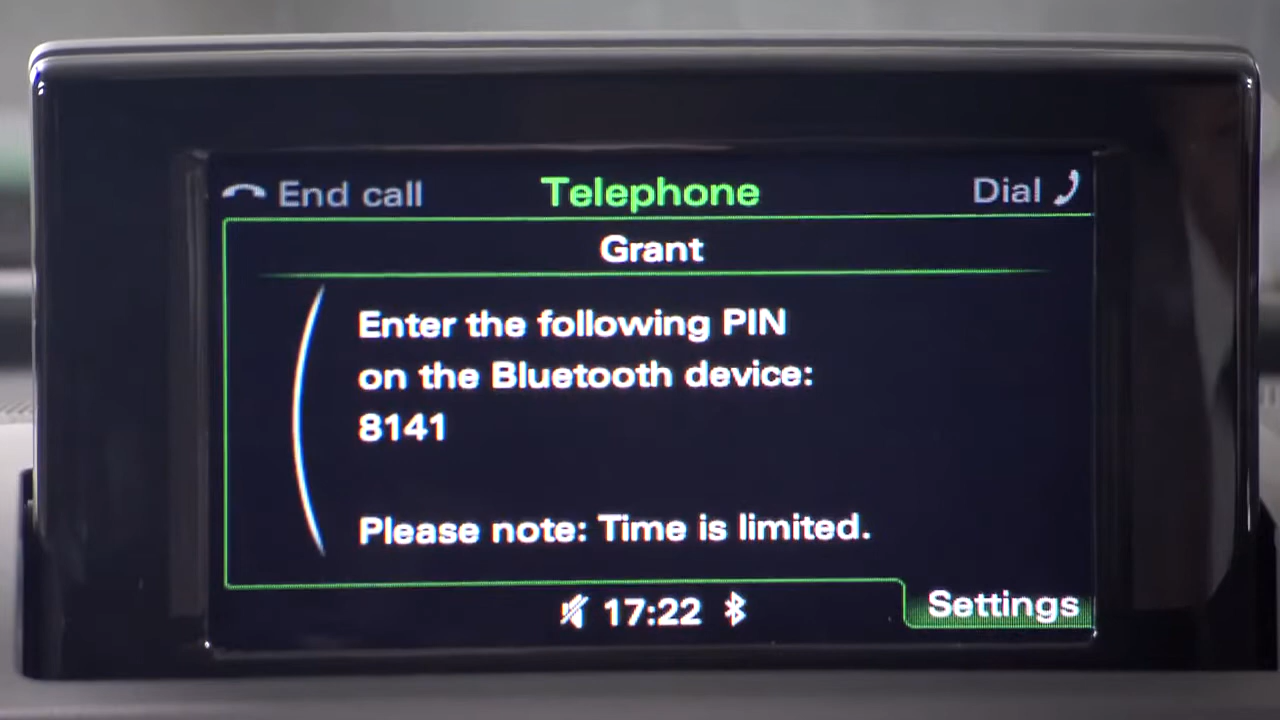 End call Telephone Dial
Grant
Enter the following PIN
on the Bluetooth device:
8141
Please note: Time is limited.
17:22
Settings